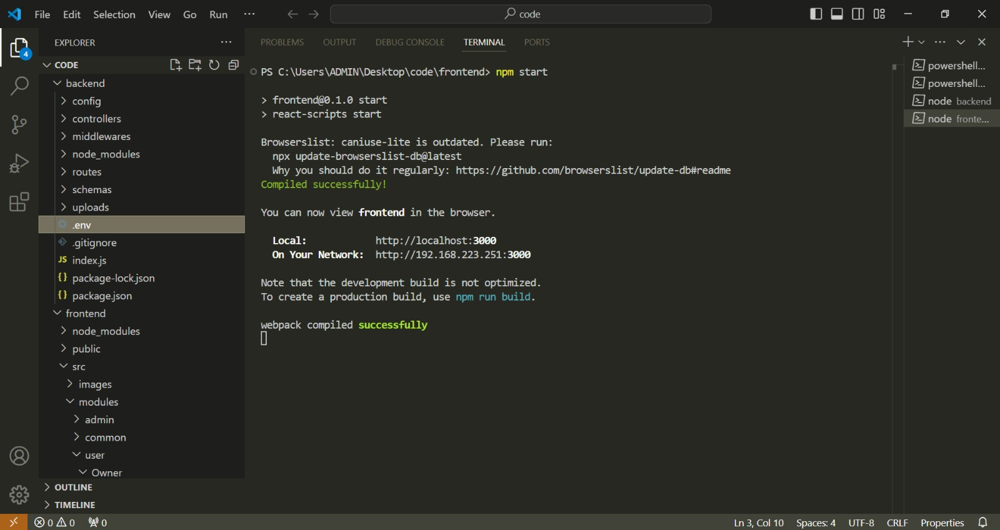 File Edit Selection View Go Run ···
code
EXPLORER ···
CODE
backend
config
controllers
middlewares
node_modules
routes
schemas
uploads
.env
.gitignore
JS index.js
{} package-lock.json
{} package.json
frontend
node_modules
public
src
images
modules
admin
common
user
Owner
OUTLINE
TIMELINE
4
PROBLEMS OUTPUT DEBUG CONSOLE TERMINAL PORTS
PS C:\Users\ADMIN\Desktop\code\frontend> npm start
> frontend@0.1.0 start
> react-scripts start
Browserslist: caniuse-lite is outdated. Please run:
npx update-browserslist-db@latest
Why you should do it regularly: https://github.com/browserslist/update-db#readme
Compiled successfully!
You can now view frontend in the browser.
Local: http://localhost:3000
On Your Network: http://192.168.223.251:3000
Note that the development build is not optimized.
To create a production build, use npm run build.
webpack compiled successfully
powershell...
powershell...
node backend
node fronte...
0 0 0
Ln 3, Col 10 Spaces: 4 UTF-8 CRLF Properties